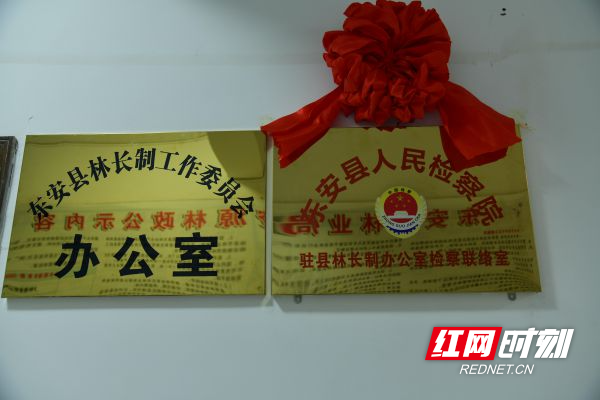 东安县林长制工作委员会
办公室
东安县人民检察院
驻县林长制办公室检察联络室
红网时刻
REDNET.CN